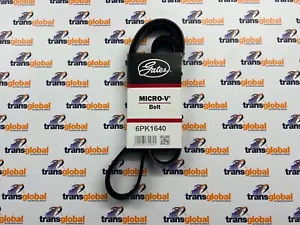 Gates
MICRO-V®
Belt
6PK1640
transglobal